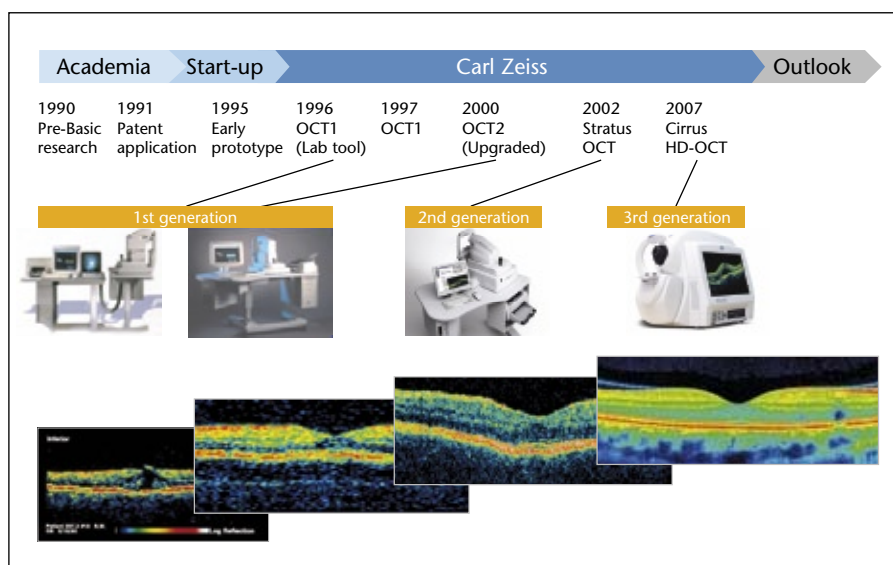 Academia
Start-up
Carl Zeiss
Outlook
1990
Pre-Basic
research
1991
Patent
application
1995
Early
prototype
1996
OCT1
(Lab tool)
1997
OCT1
2000
OCT2
(Upgraded)
2002
Stratus
OCT
2007
Cirrus
HD-OCT
1st generation
2nd generation
3rd generation
Log Reflection